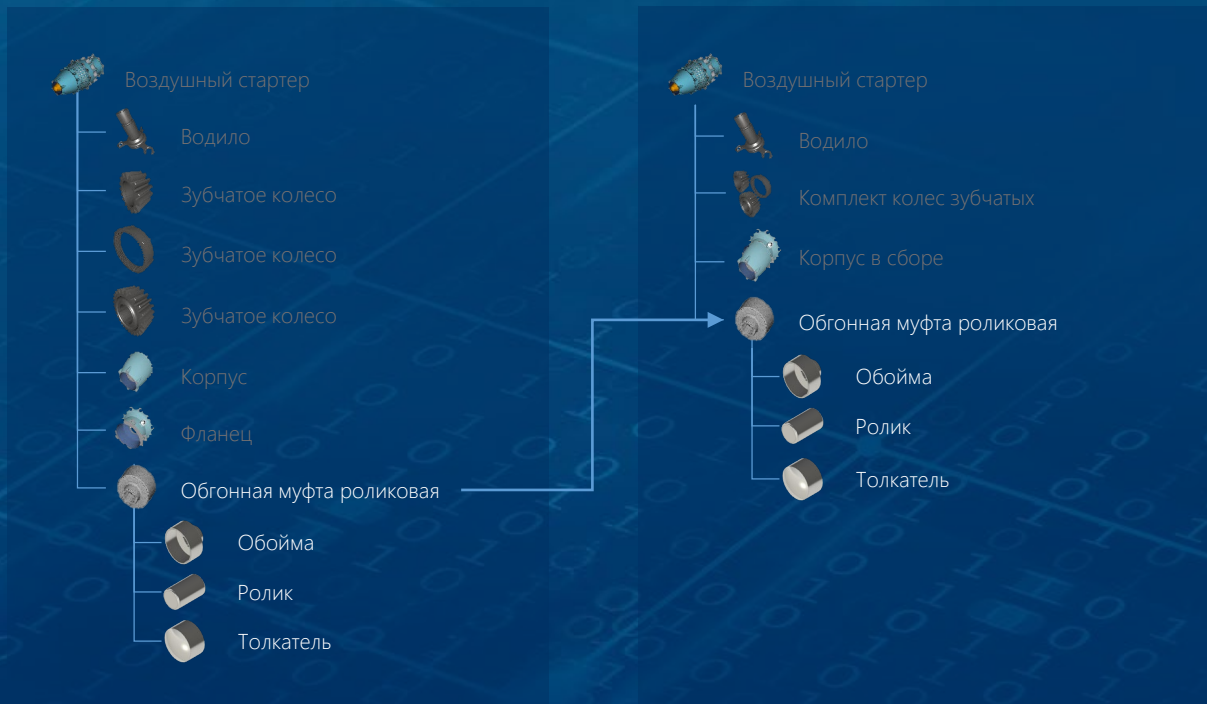 Воздушный стартер
Водило
Зубчатое колесо
Зубчатое колесо
Зубчатое колесо
Корпус
Фланец
Обгонная муфта роликовая
Обойма
Ролик
Толкатель
Воздушный стартер
Водило
Комплект колес зубчатых
Корпус в сборе
Обгонная муфта роликовая
Обойма
Ролик
Толкатель